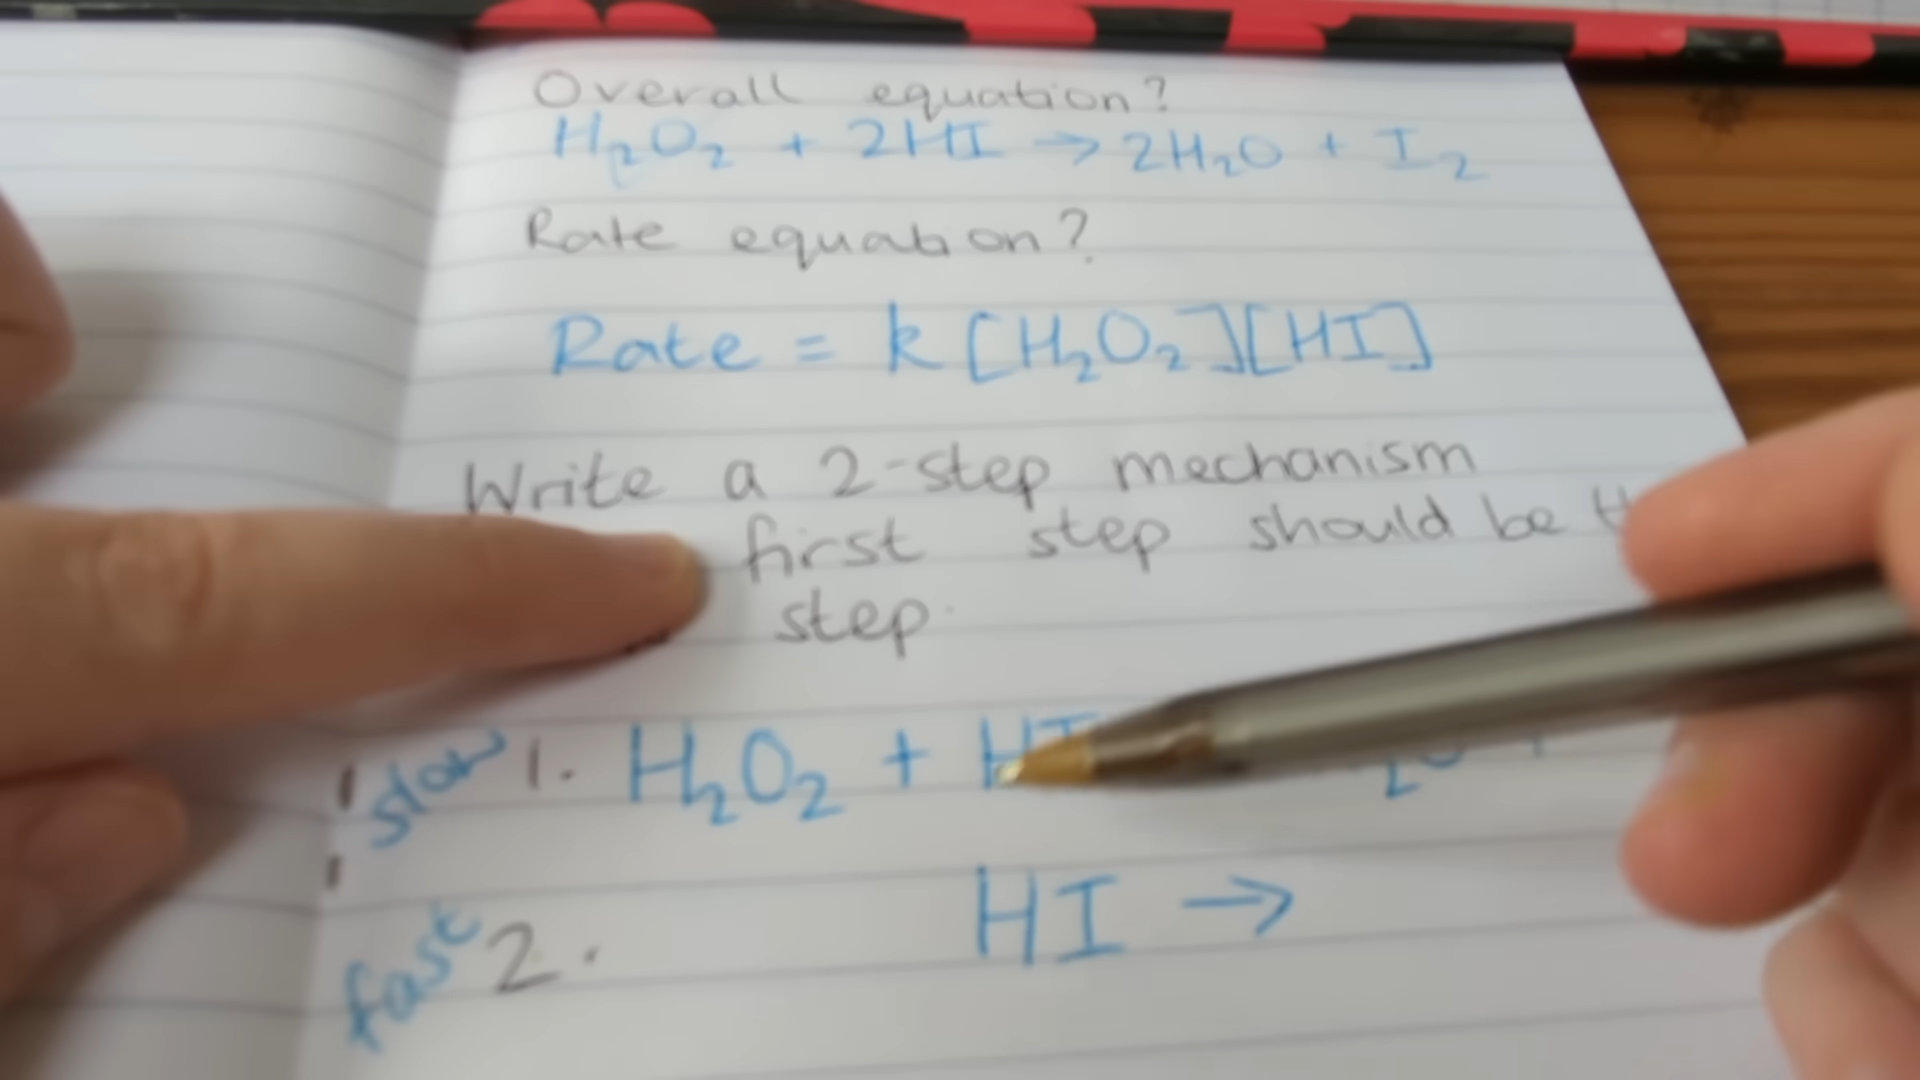 Overall equation?
H₂O₂ + 2HI → 2H₂O + I₂
Rate equation?
Rate = k[H₂O₂][HI]
Write a 2-step mechanism
first step should be
step.
slow 1. H₂O₂ + HI
fast 2. HI →